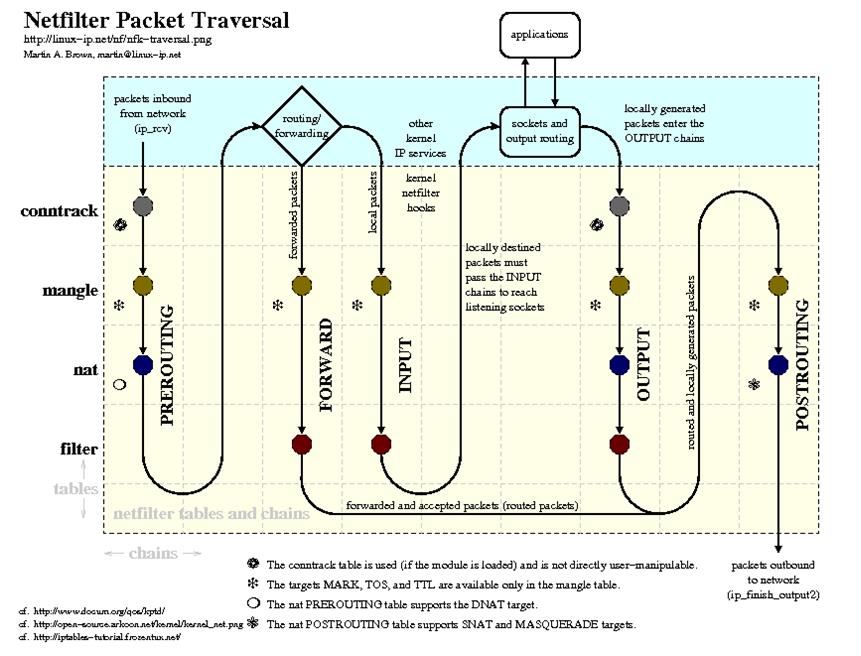 Netfilter Packet Traversal
http://linux-ip.net/nf/nfk-traversal.png
Martin A. Brown, martin@linux-ip.net
applications
packets inbound
from network
(ip_rcv)
routing/
forwarding
other
kernel
IP services
sockets and
output routing
locally generated
packets enter the
OUTPUT chains
kernel
netfilter
hooks
forwarded packets
local packets
conntrack
locally destined
packets must
pass the INPUT
chains to reach
listening sockets
mangle
routed and locally generated packets
PREROUTING
FORWARD
INPUT
OUTPUT
POSTROUTING
nat
filter
tables
netfilter tables and chains
forwarded and accepted packets (routed packets)
chains
The conntrack table is used (if the module is loaded) and is not directly user-manipulable.
The targets MARK, TOS, and TTL are available only in the mangle table.
The nat PREROUTING table supports the DNAT target.
The nat POSTROUTING table supports SNAT and MASQUERADE targets.
packets outbound
to network
(ip_finish_output2)
cf. http://www.docum.org/qos/kptd/
cf. http://open-source.arkoon.net/kernel/kernel_net.png
cf. http://iptables-tutorial.frozentux.net/